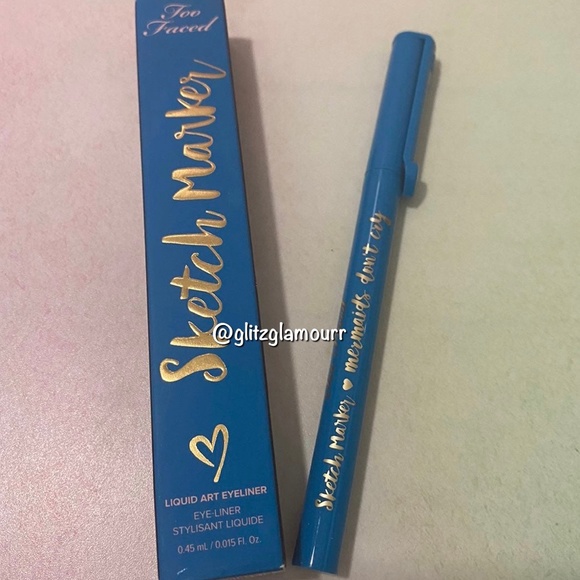 Too
Faced
Sketch Marker
LIQUID ART EYELINER
EYE-LINER
STYLISANT LIQUIDE
0.45 mL / 0.015 Fl. Oz.
Sketch Marker ♥ mermaids don't cry
@glitzglamourr